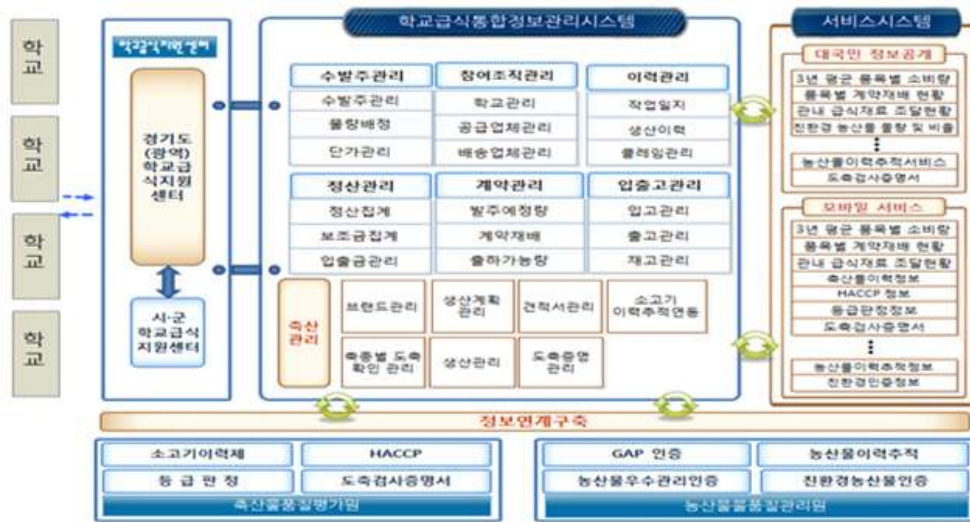 학교
학교
학교
학교
학교급식지원센터
경기도
(광역)
학교급
식지원
센터
시·군
학교급식
지원센터
학교급식통합정보관리시스템
수발주관리
수발주관리
물량배정
단가관리
참여조직관리
학교관리
공급업체관리
배송업체관리
이력관리
작업일지
생산이력
클레임관리
정산관리
정산집계
보조금집계
입출금관리
계약관리
발주예정량
계약재배
출하가능량
입출고관리
입고관리
출고관리
재고관리
축산
관리
브랜드관리
생산계획
관리
견적서관리
소고기
이력추적연동
축종별 도축
확인 관리
생산관리
도축증명
관리
서비스시스템
대국민 정보공개
3년 평균 품목별 소비량
품목별 계약재배 현황
관내 급식재료 조달현황
친환경 농산물 물량 및 비율
농산물이력추적서비스
도축검사증명서
모바일 서비스
3년 평균 품목별 소비량
품목별 계약재배 현황
관내 급식재료 조달현황
축산물이력정보
HACCP 정보
등급판정정보
도축검사증명서
농산물이력추적정보
친환경인증정보
정보연계구축
소고기이력제
HACCP
등 급 판 정
도축검사증명서
축산물품질평가원
GAP 인증
농산물이력추적
농산물우수관리인증
친환경농산물인증
농산물물품질관리원